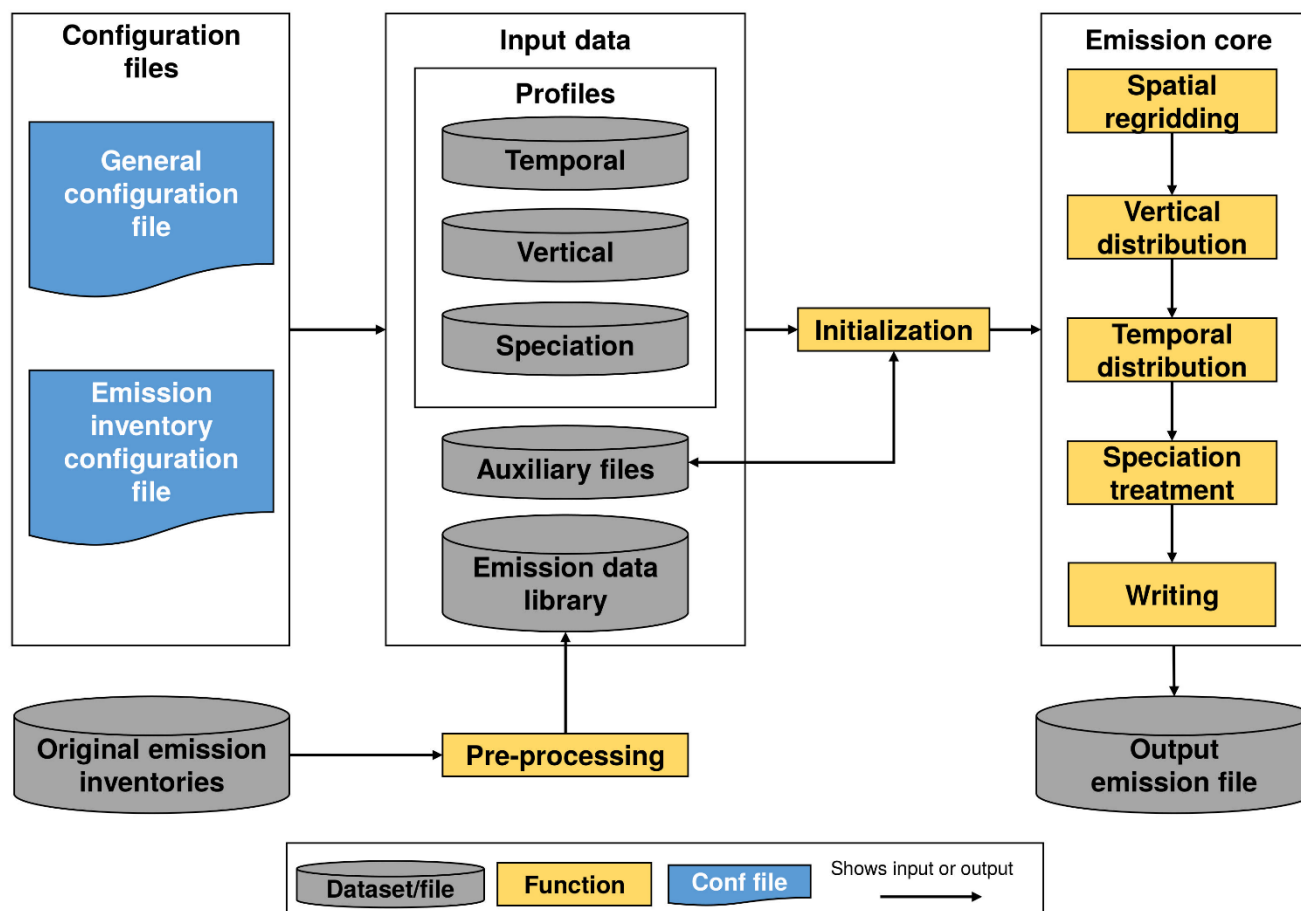 Configuration
files
General
configuration
file
Emission
inventory
configuration
file
Input data
Profiles
Temporal
Vertical
Speciation
Auxiliary files
Emission data
library
Initialization
Emission core
Spatial
regridding
Vertical
distribution
Temporal
distribution
Speciation
treatment
Writing
Original emission
inventories
Pre-processing
Output
emission file
Dataset/file
Function
Conf file
Shows input or output